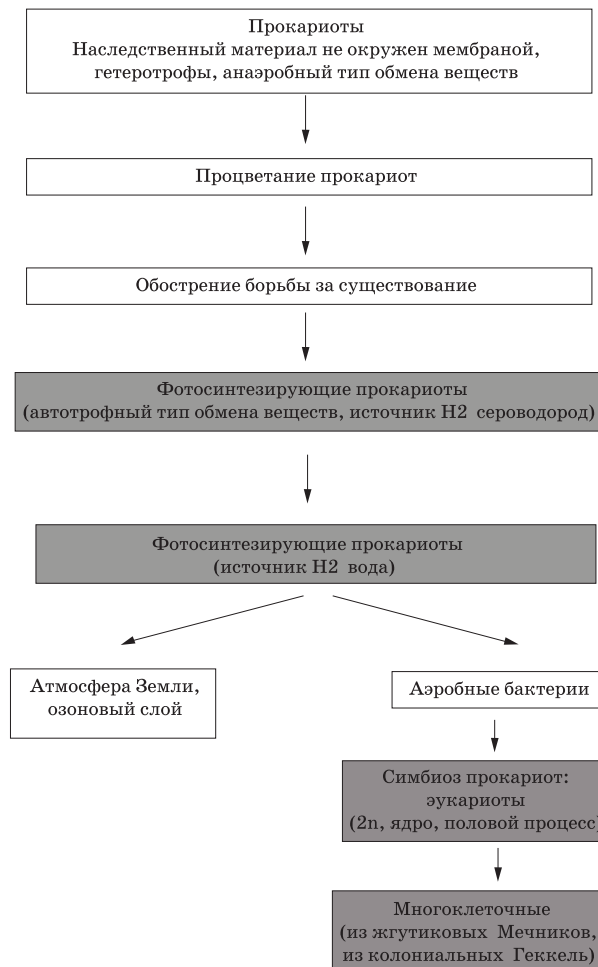 Прокариоты
Наследственный материал не окружен мембраной,
гетеротрофы, анаэробный тип обмена веществ
Процветание прокариот
Обострение борьбы за существование
Фотосинтезирующие прокариоты
(автотрофный тип обмена веществ, источник Н2 сероводород)
Фотосинтезирующие прокариоты
(источник Н2 вода)
Атмосфера Земли,
озоновый слой
Аэробные бактерии
Симбиоз прокариот:
эукариоты
(2n, ядро, половой процесс)
Многоклеточные
(из жгутиковых Мечников,
из колониальных Геккель)